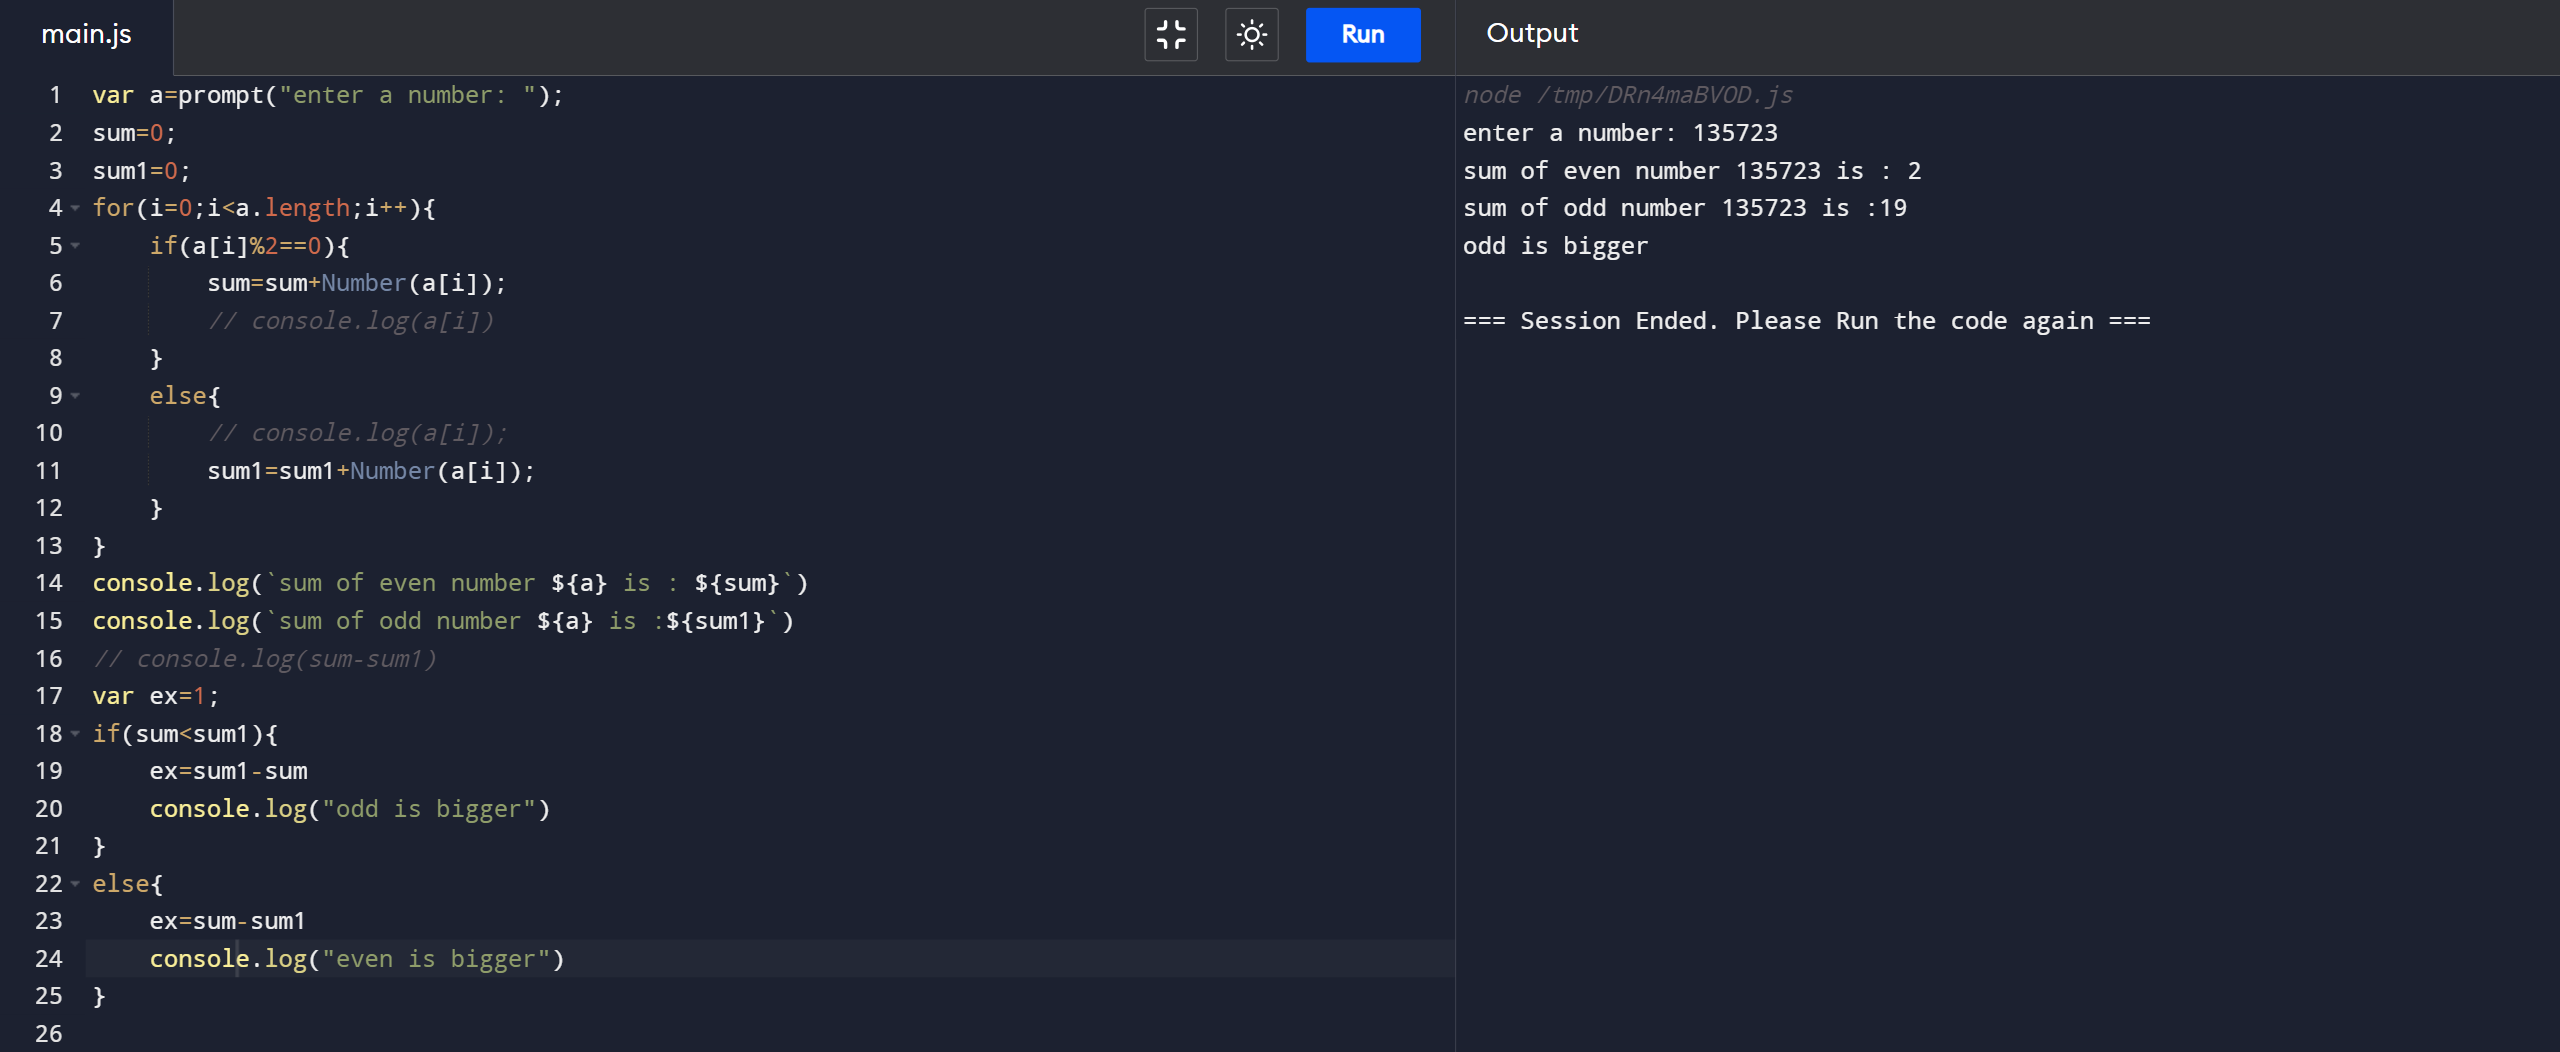 main.js
Run
Output
1 var a=prompt("enter a number: ");
2 sum=0;
3 sum1=0;
4 for(i=0;i<a.length;i++){
5     if(a[i]%2==0){
6         sum=sum+Number(a[i]);
7         // console.log(a[i])
8     }
9     else{
10         // console.log(a[i]);
11         sum1=sum1+Number(a[i]);
12     }
13 }
14 console.log(`sum of even number ${a} is : ${sum}`)
15 console.log(`sum of odd number ${a} is :${sum1}`)
16 // console.log(sum-sum1)
17 var ex=1;
18 if(sum<sum1){
19     ex=sum1-sum
20     console.log("odd is bigger")
21 }
22 else{
23     ex=sum-sum1
24     console.log("even is bigger")
25 }
26
node /tmp/DRn4maBVOD.js
enter a number: 135723
sum of even number 135723 is : 2
sum of odd number 135723 is :19
odd is bigger
=== Session Ended. Please Run the code again ===